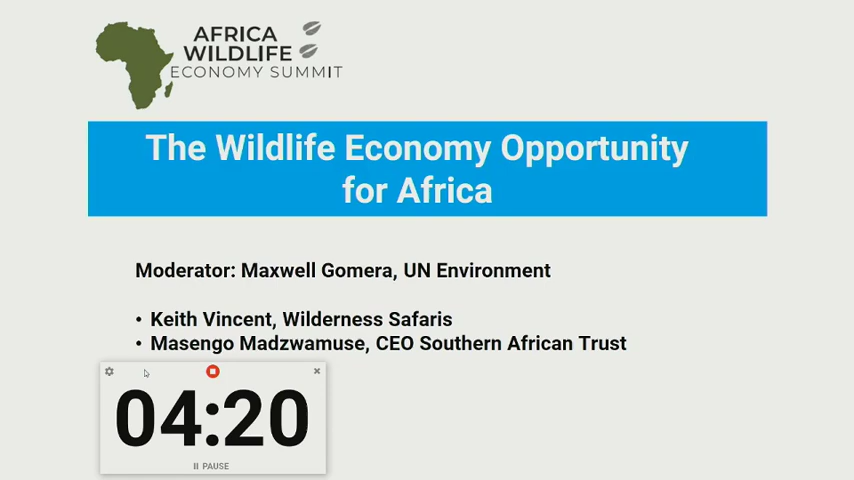 AFRICA
WILDLIFE
ECONOMY SUMMIT
The Wildlife Economy Opportunity
for Africa
Moderator: Maxwell Gomera, UN Environment
• Keith Vincent, Wilderness Safaris
• Masengo Madzwamuse, CEO Southern African Trust
04:20
PAUSE